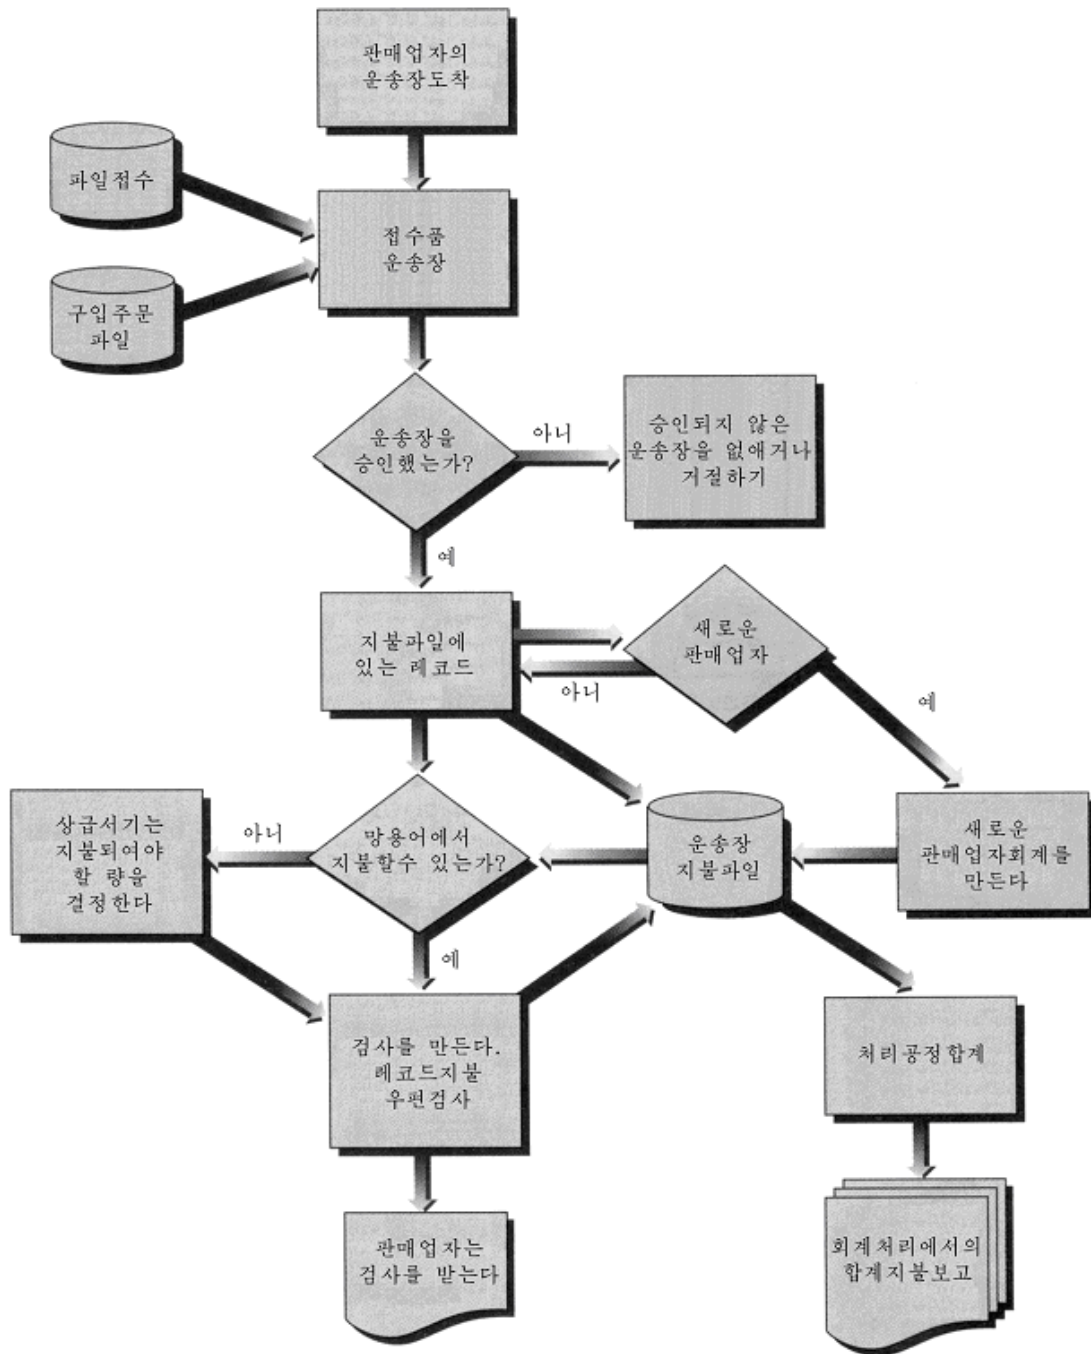 판매업자의
운송장도착
파일접수
접수품
운송장
구입주문
파일
운송장을
승인했는가?
아니
승인되지 않은
운송장을 없애거나
거절하기
예
지불파일에
있는 레코드
새로운
판매업자
아니
예
상급서기는
지불되여야
할 량을
결정한다
아니
망용어에서
지불할수 있는가?
운송장
지불파일
새로운
판매업자회계를
만든다
예
검사를 만든다.
레코드지불
우편검사
처리공정합계
판매업자는
검사를 받는다
회계처리에서의
합계지불보고